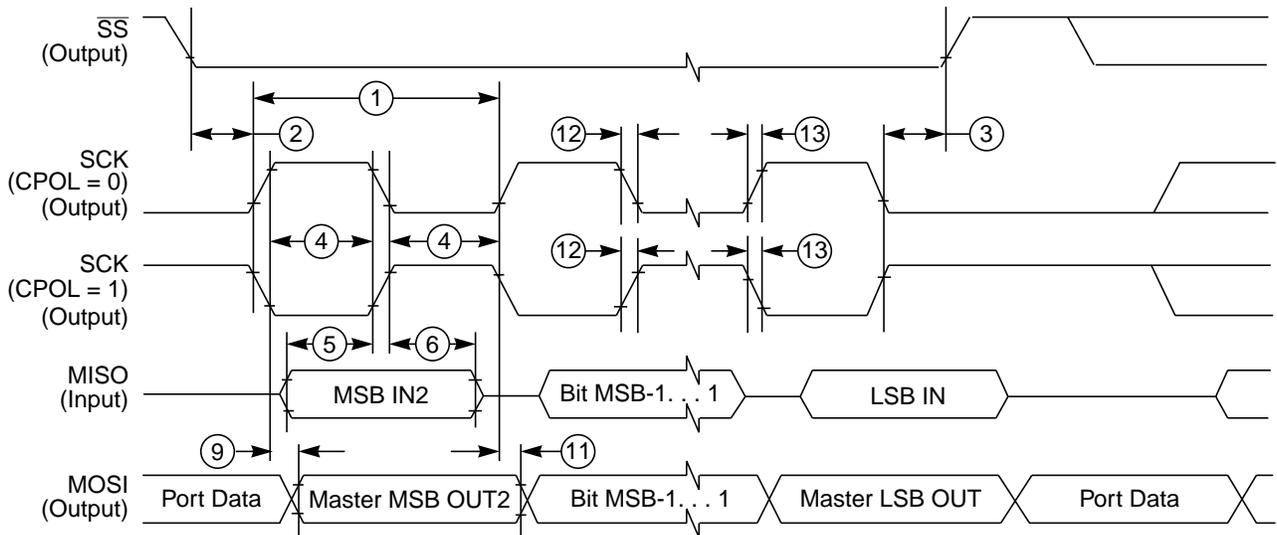 SS
(Output)
1
2
12
13
3
SCK
(CPOL = 0)
(Output)
4
4
SCK
(CPOL = 1)
(Output)
12
13
5
6
MISO
(Input)
MSB IN2
Bit MSB-1. . . 1
LSB IN
9
11
MOSI
(Output)
Port Data
Master MSB OUT2
Bit MSB-1. . . 1
Master LSB OUT
Port Data